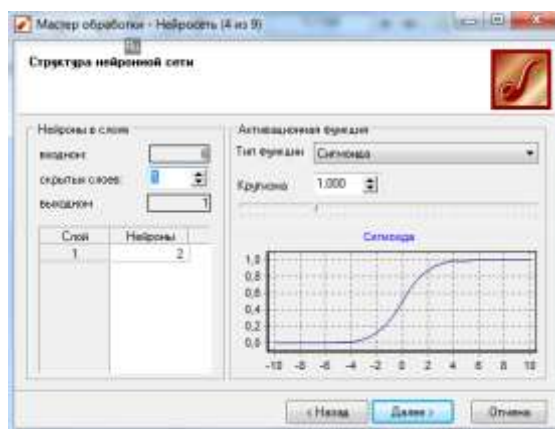 Мастер обработки - Нейросеть (4 из 9)
Структура нейронной сети
Нейроны в слоях
входном:
скрытых слоев:
выходном 1
Слой Нейроны
1 2
Активационная функция
Тип функции Сигмоида
Крутизна: 1,000
Сигмоида
1,0
0,8
0,6
0,4
0,2
0,0
-10 -8 -6 -4 -2 0 2 4 6 8 10
< Назад Далее > Отмена